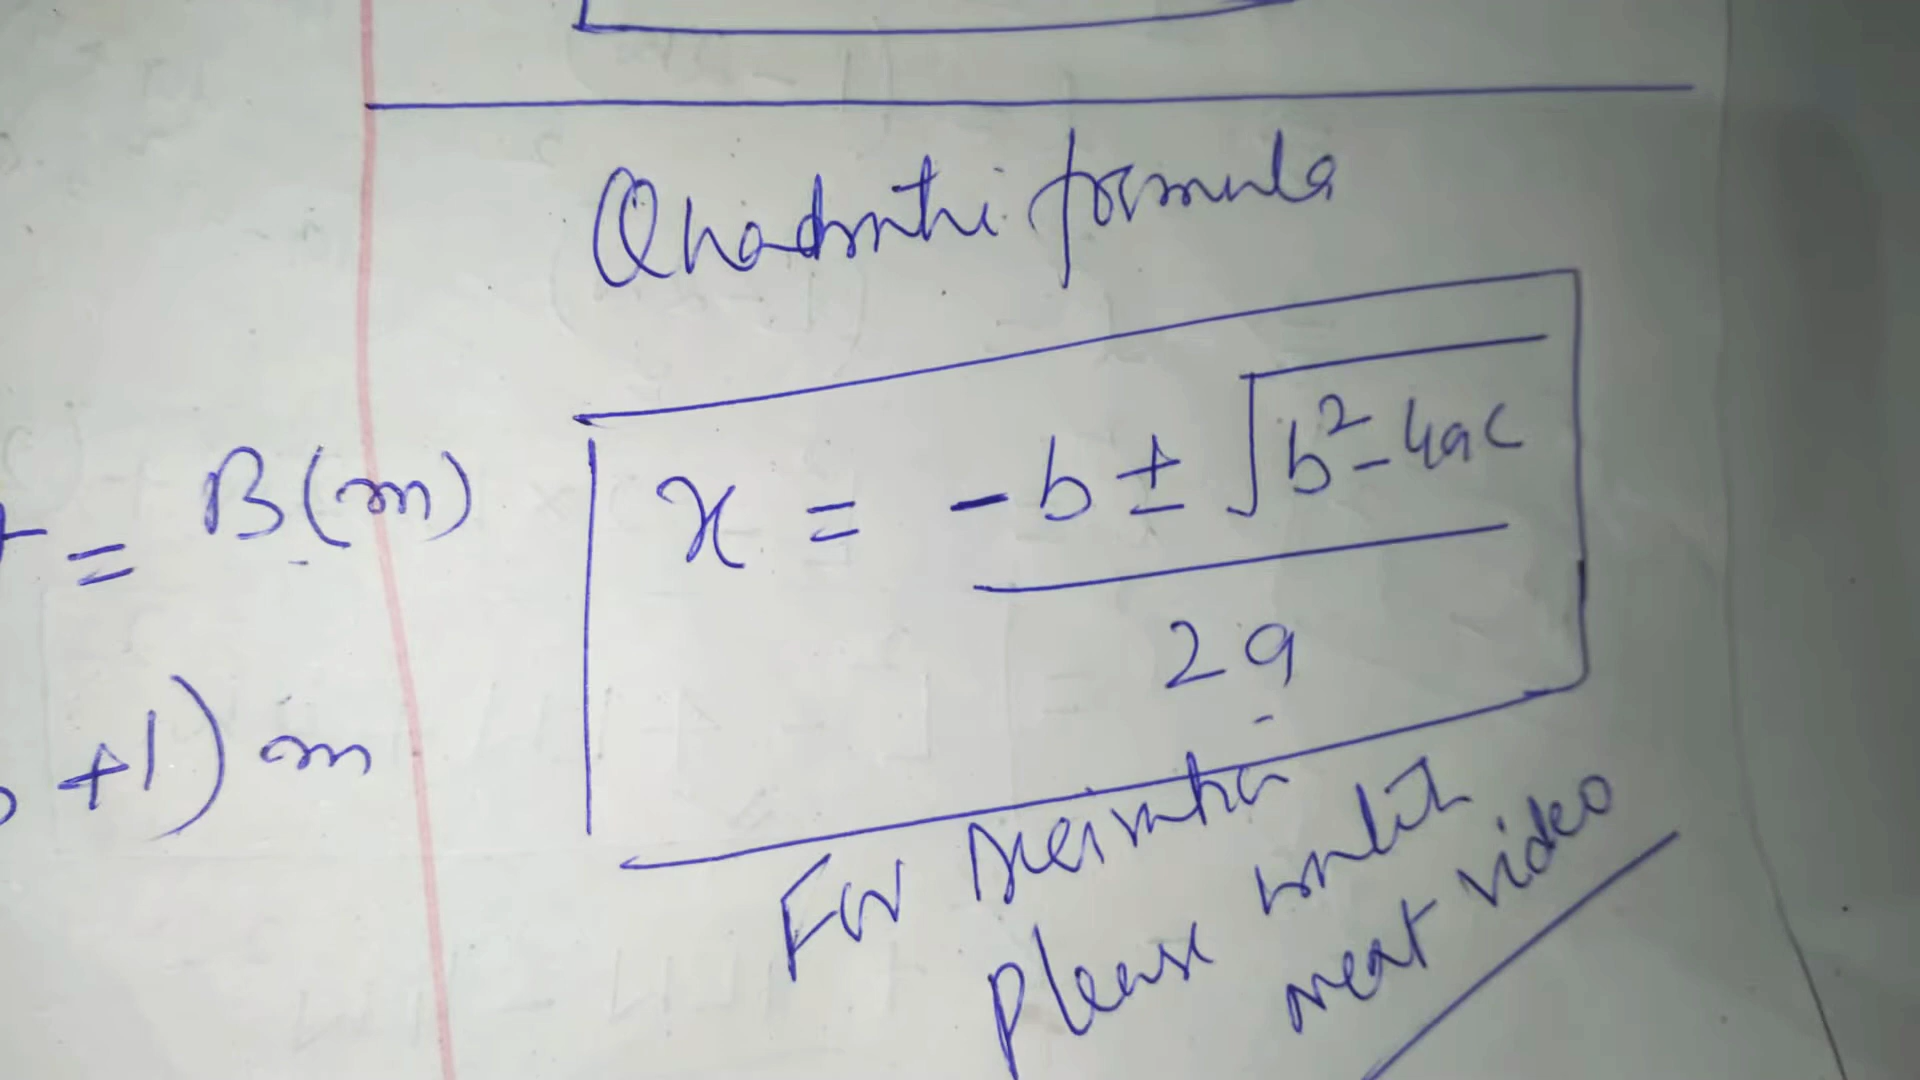 Quadratic formula
= B(m)
x = -b ± √b²-4ac
2a
+1) m
For Derivation
please watch
next video